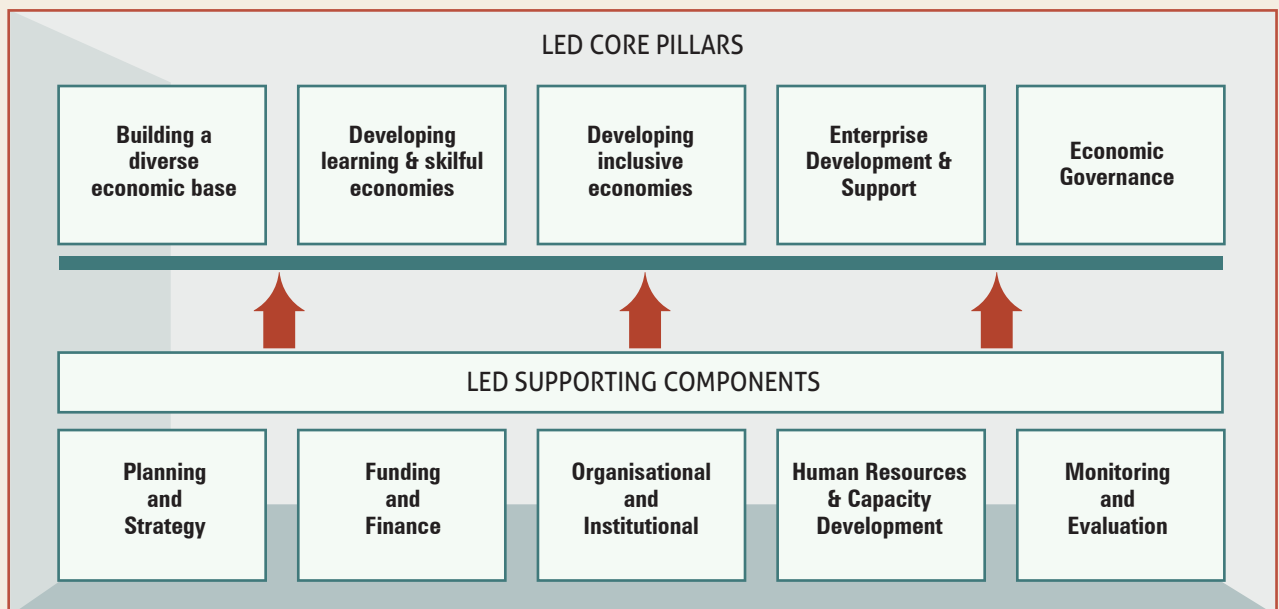 LED CORE PILLARS
Building a
diverse
economic base
Developing
learning & skilful
economies
Developing
inclusive
economies
Enterprise
Development &
Support
Economic
Governance
LED SUPPORTING COMPONENTS
Planning
and
Strategy
Funding
and
Finance
Organisational
and
Institutional
Human Resources
& Capacity
Development
Monitoring
and
Evaluation